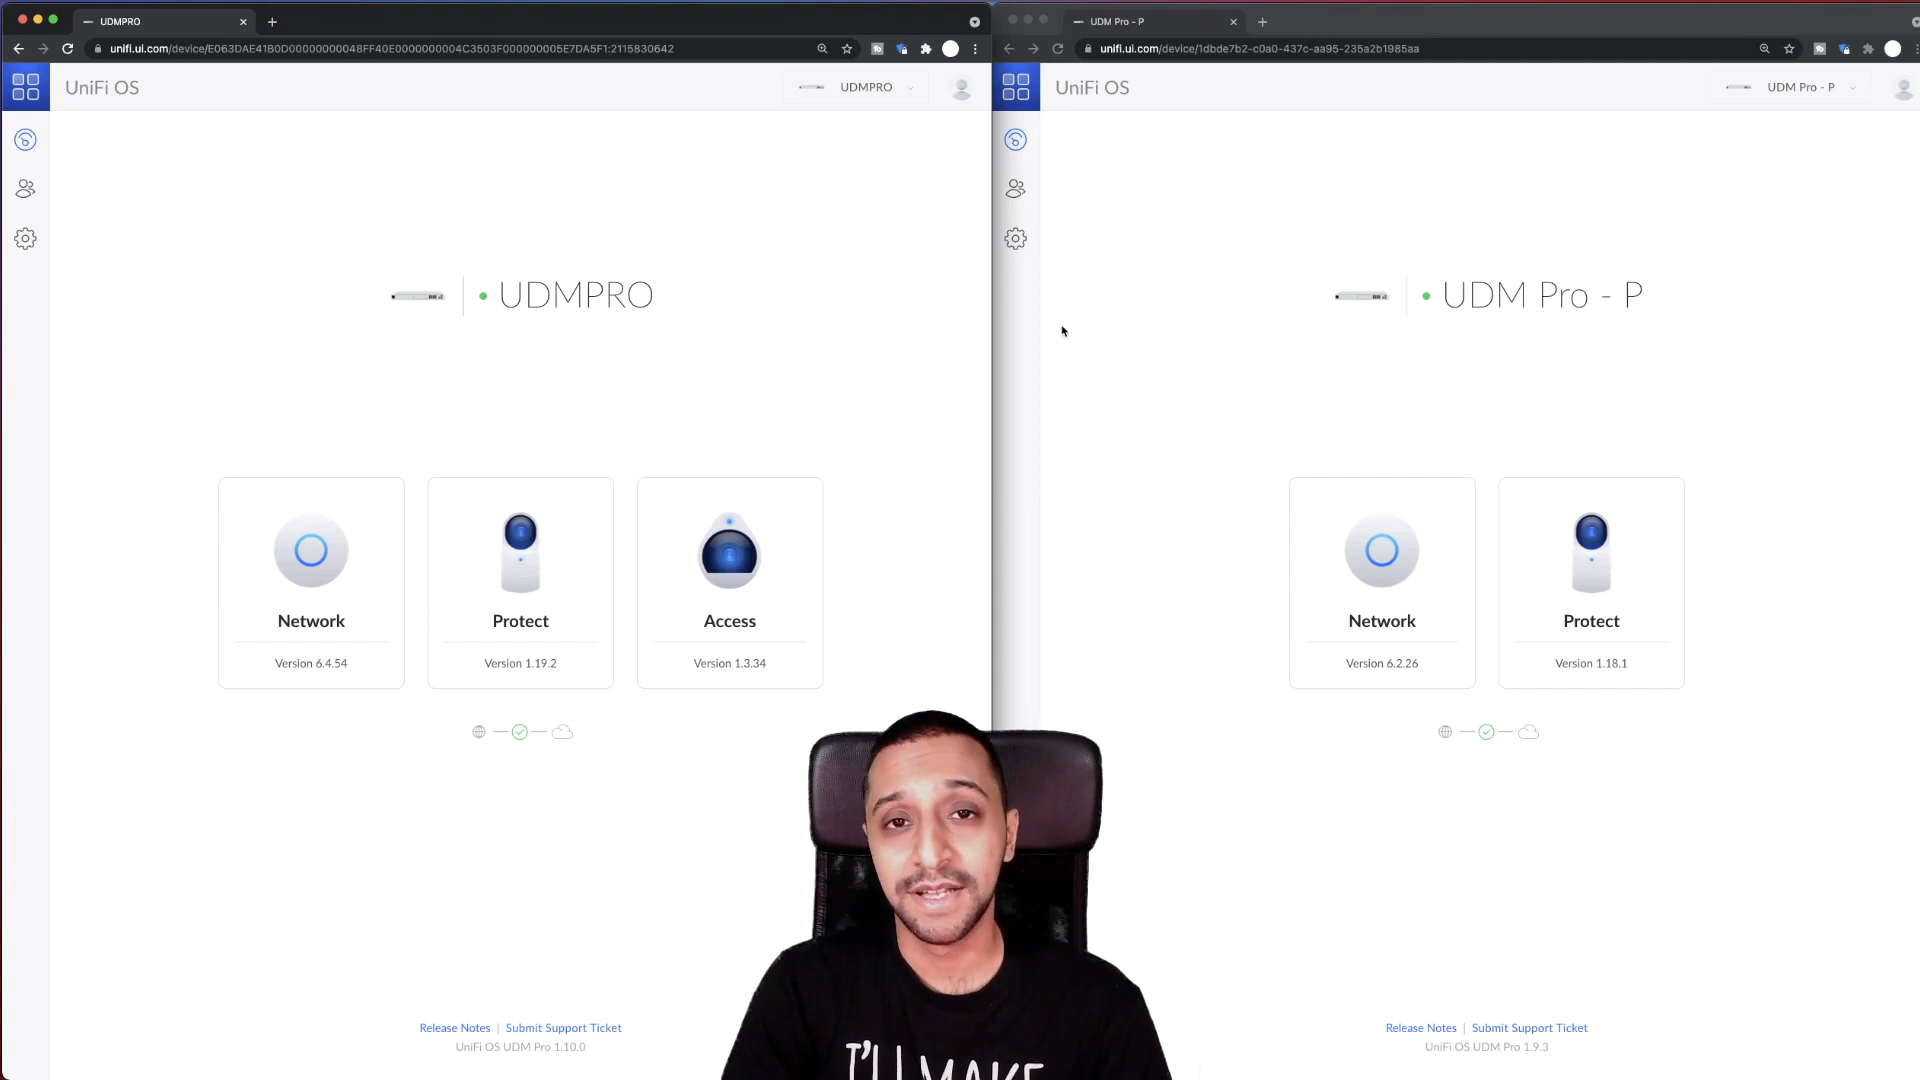 UDMPRO
unifi.ui.com/device/E063DAE41B0D00000000048FF40E0000000004C3503F000000005E7DA5F1:2115830642
UniFi OS
UDMPRO
UDMPRO
Network
Version 6.4.54
Protect
Version 1.19.2
Access
Version 1.3.34
Release Notes | Submit Support Ticket
UniFi OS UDM Pro 1.10.0
UDM Pro - P
unifi.ui.com/device/1dbde7b2-c0a0-437c-aa95-235a2b1985aa
UniFi OS
UDM Pro - P
UDM Pro - P
Network
Version 6.2.26
Protect
Version 1.18.1
Release Notes | Submit Support Ticket
UniFi OS UDM Pro 1.9.3
I'LL MAKE